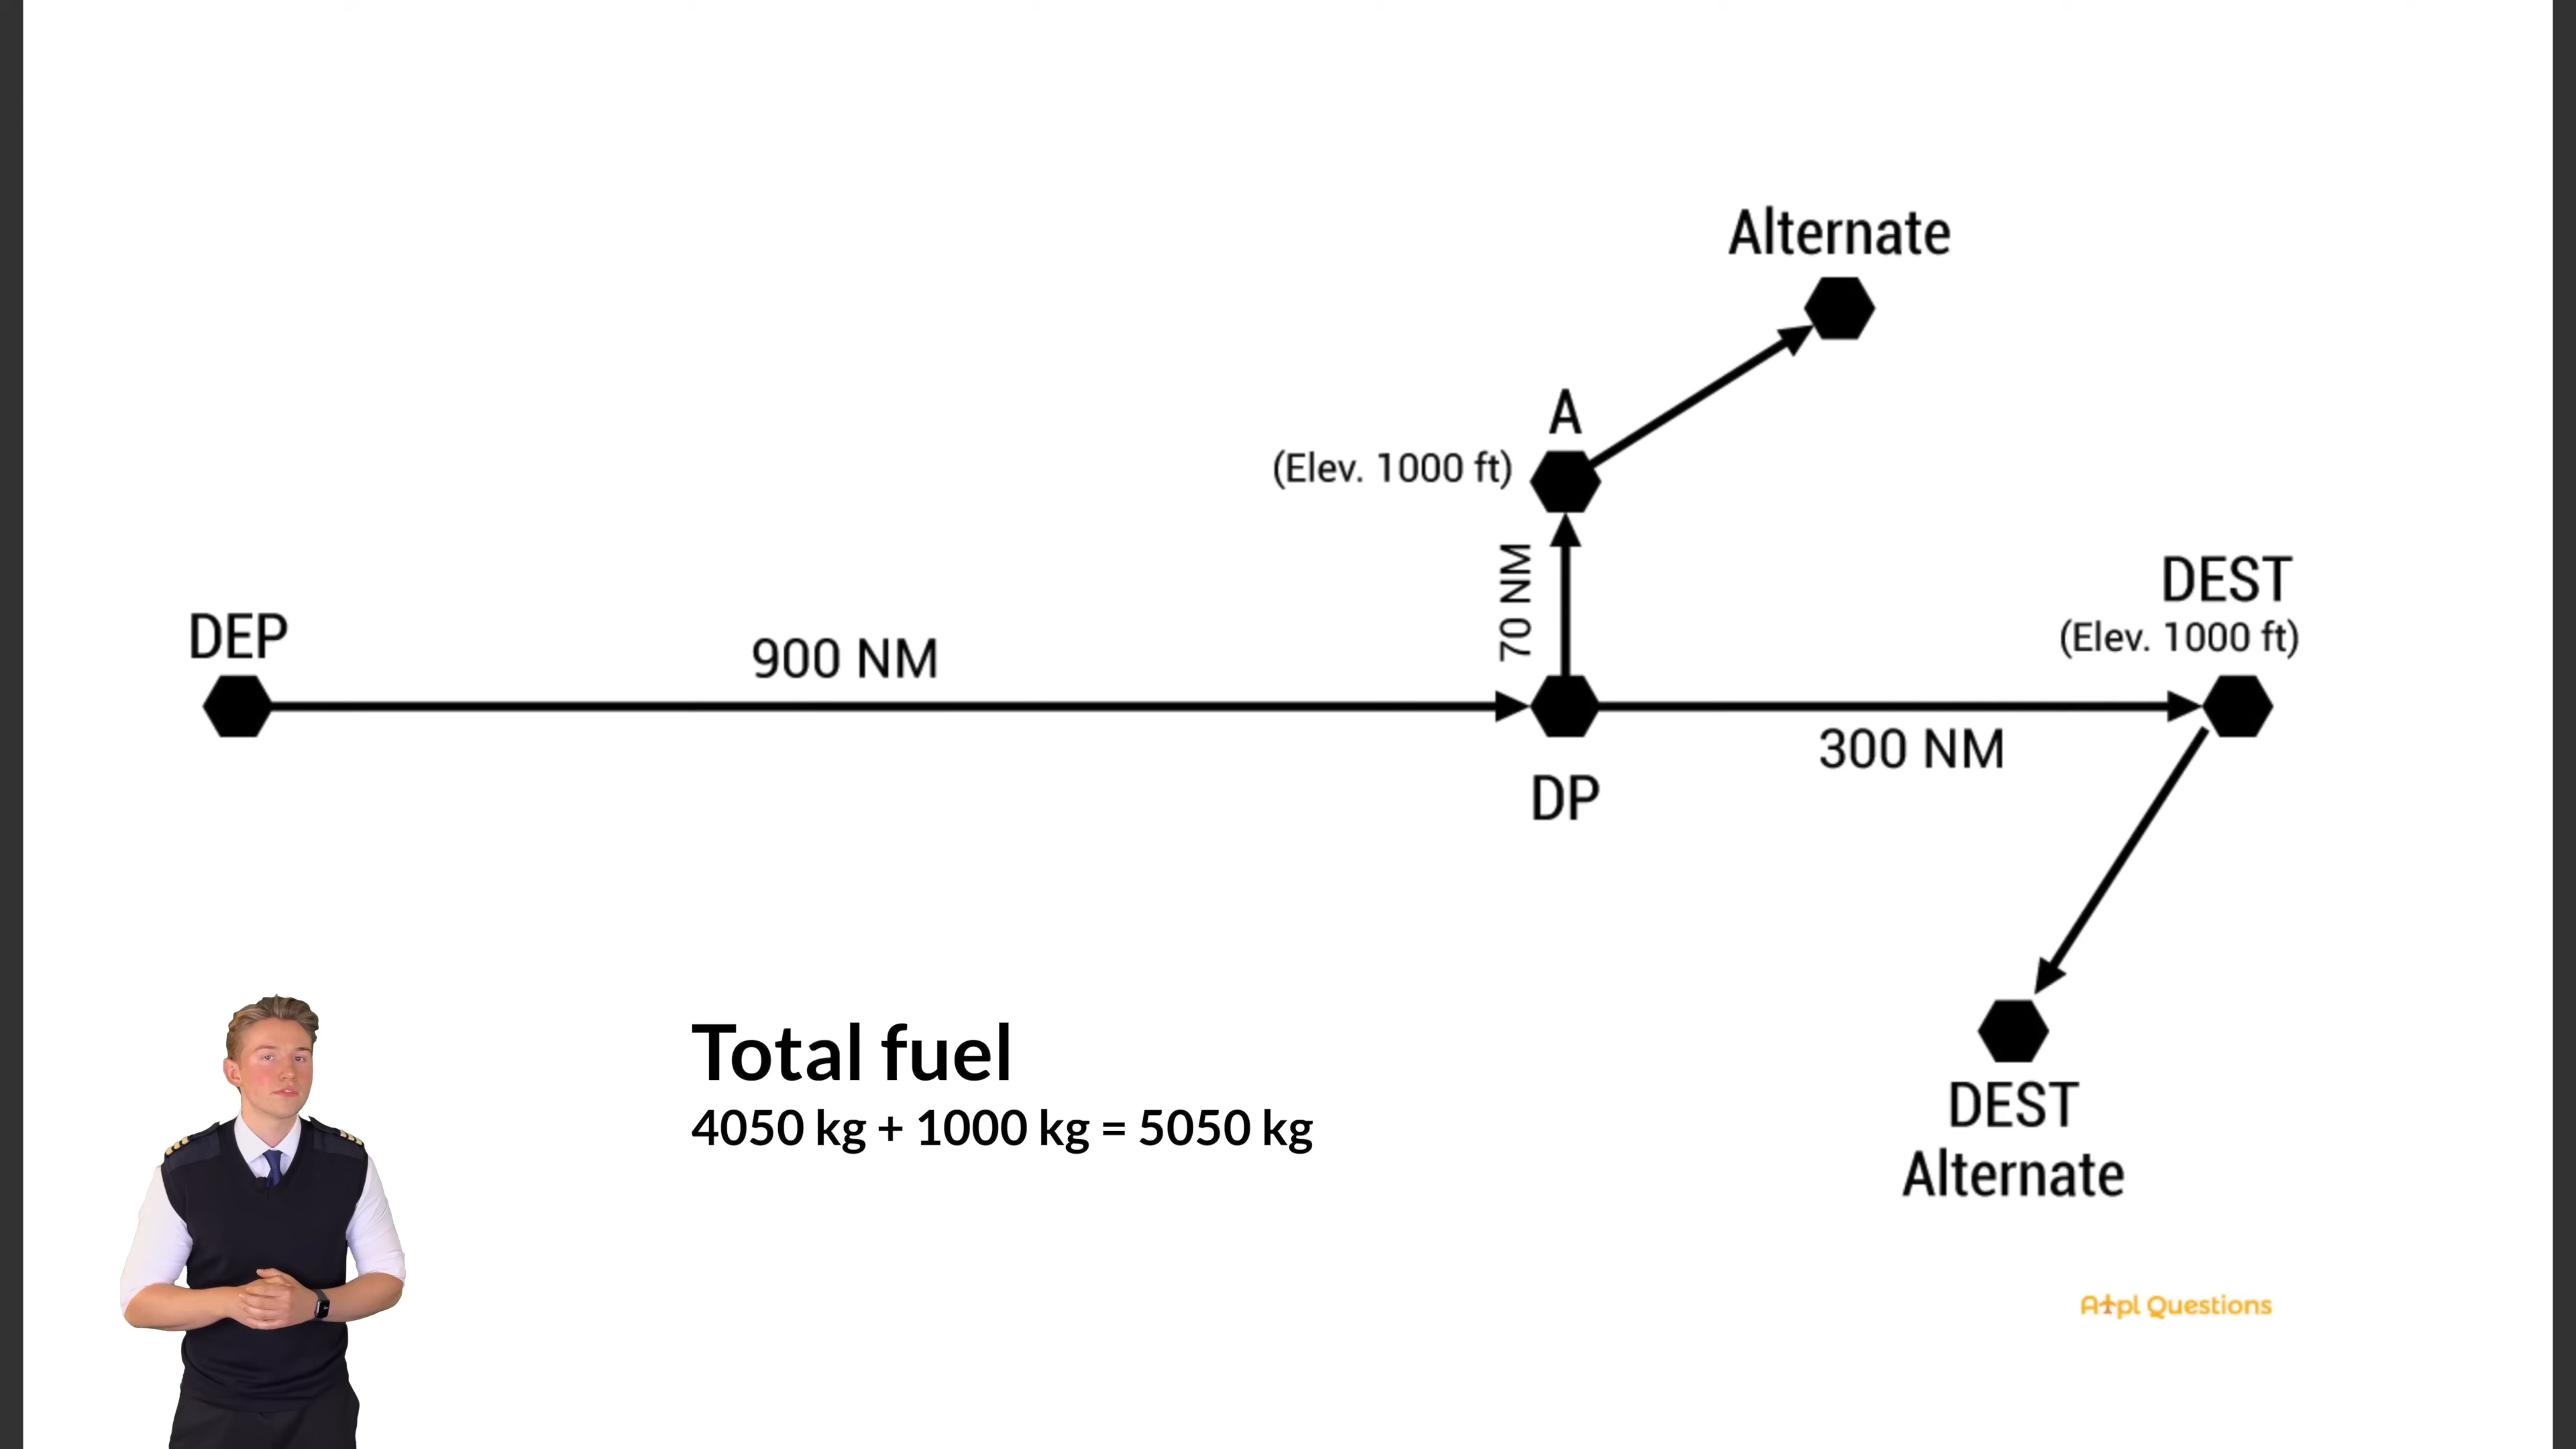 Alternate
A
(Elev. 1000 ft)
70 NM
DEST
(Elev. 1000 ft)
DEP
900 NM
300 NM
DP
Total fuel
4050 kg + 1000 kg = 5050 kg
DEST
Alternate
Atpl Questions